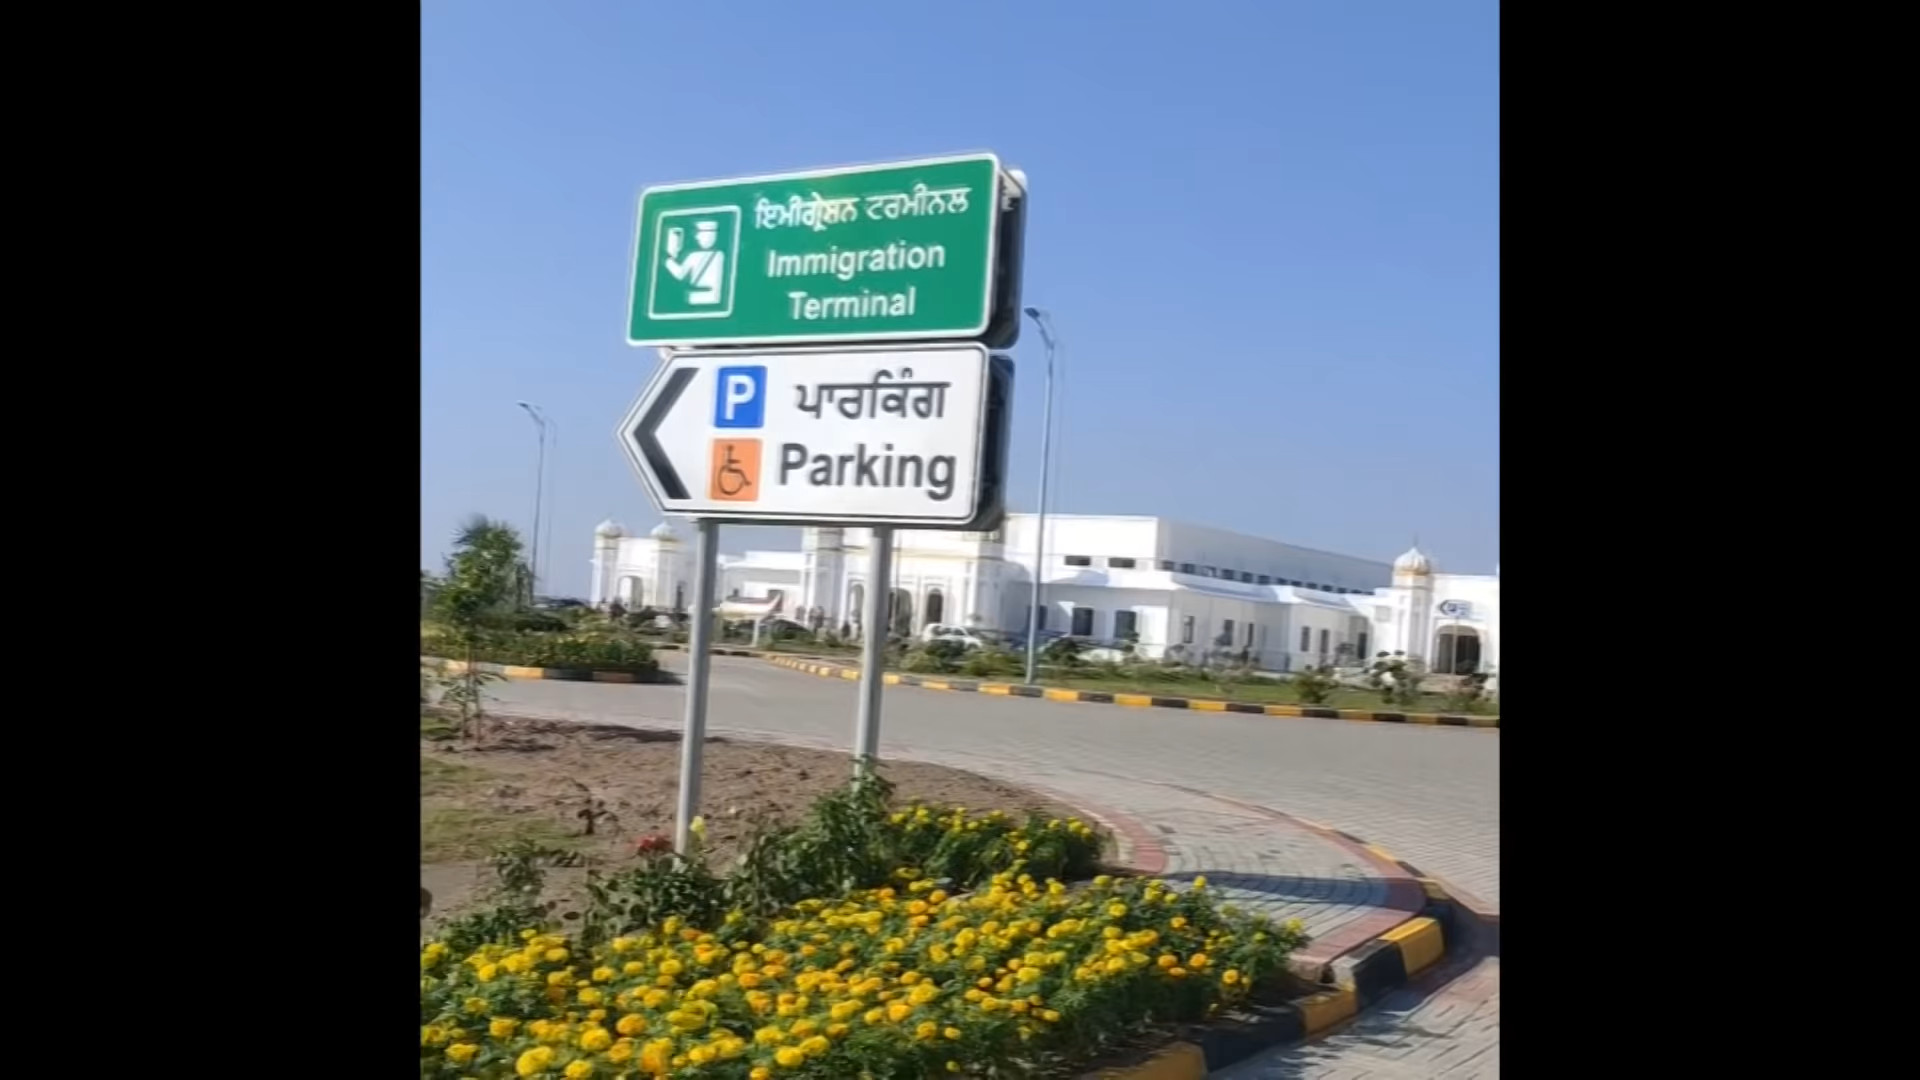 ਇਮੀਗ੍ਰੇਸ਼ਨ ਟਰਮੀਨਲ
Immigration
Terminal
P
ਪਾਰਕਿੰਗ
Parking